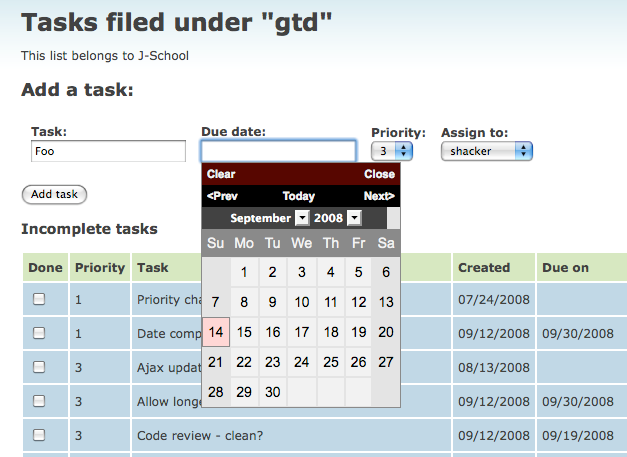 Tasks filed under "gtd"
This list belongs to J-School
Add a task:
Task: Due date: Priority: Assign to:
Foo 3 shacker
Clear Close
<Prev Today Next>
September 2008
Su Mo Tu We Th Fr Sa
1 2 3 4 5 6
7 8 9 10 11 12 13
14 15 16 17 18 19 20
21 22 23 24 25 26 27
28 29 30
Add task
Incomplete tasks
Done Priority Task Created Due on
1 Priority cha 07/24/2008
1 Date comp 09/12/2008 09/30/2008
3 Ajax updat 08/13/2008
3 Allow longe 09/12/2008 09/30/2008
3 Code review - clean? 09/12/2008 09/19/2008